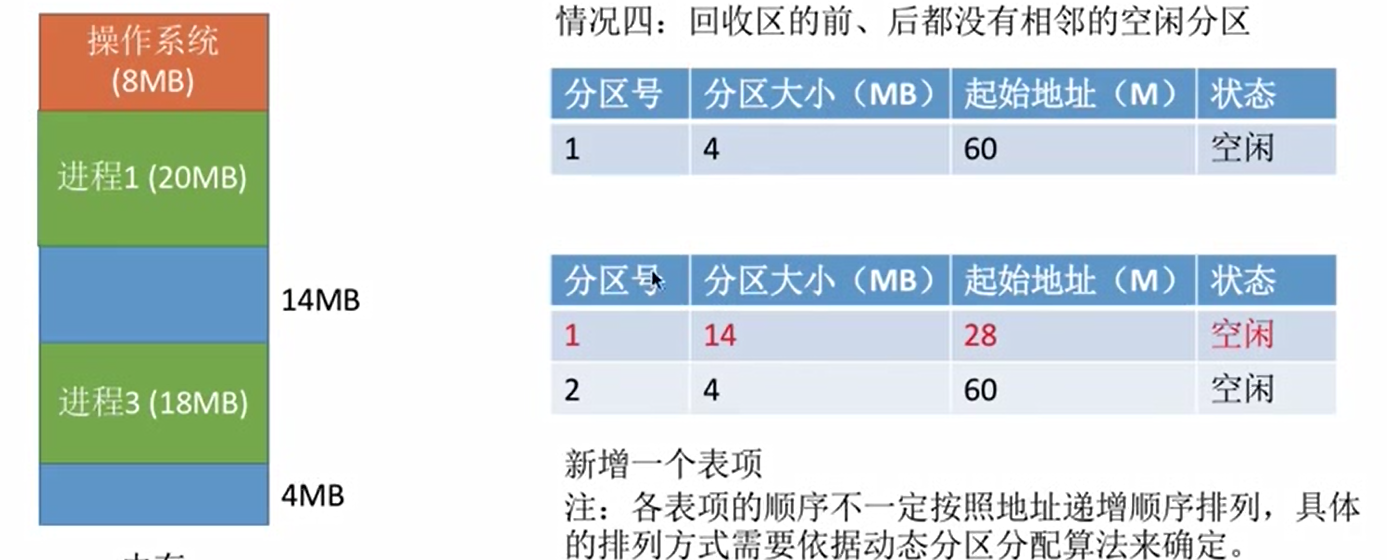 操作系统
(8MB)
进程1 (20MB)
14MB
进程3 (18MB)
4MB
情况四：回收区的前、后都没有相邻的空闲分区
分区号 分区大小（MB） 起始地址（M） 状态
1 4 60 空闲
分区号 分区大小（MB） 起始地址（M） 状态
1 14 28 空闲
2 4 60 空闲
新增一个表项
注：各表项的顺序不一定按照地址递增顺序排列，具体
的排列方式需要依据动态分区分配算法来确定。